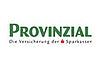 PROVINZIAL
Die Versicherung der Sparkassen